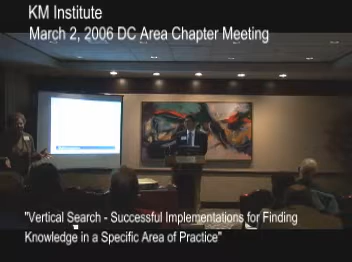 KM Institute
March 2, 2006 DC Area Chapter Meeting
"Vertical Search - Successful Implementations for Finding
Knowledge in a Specific Area of Practice"